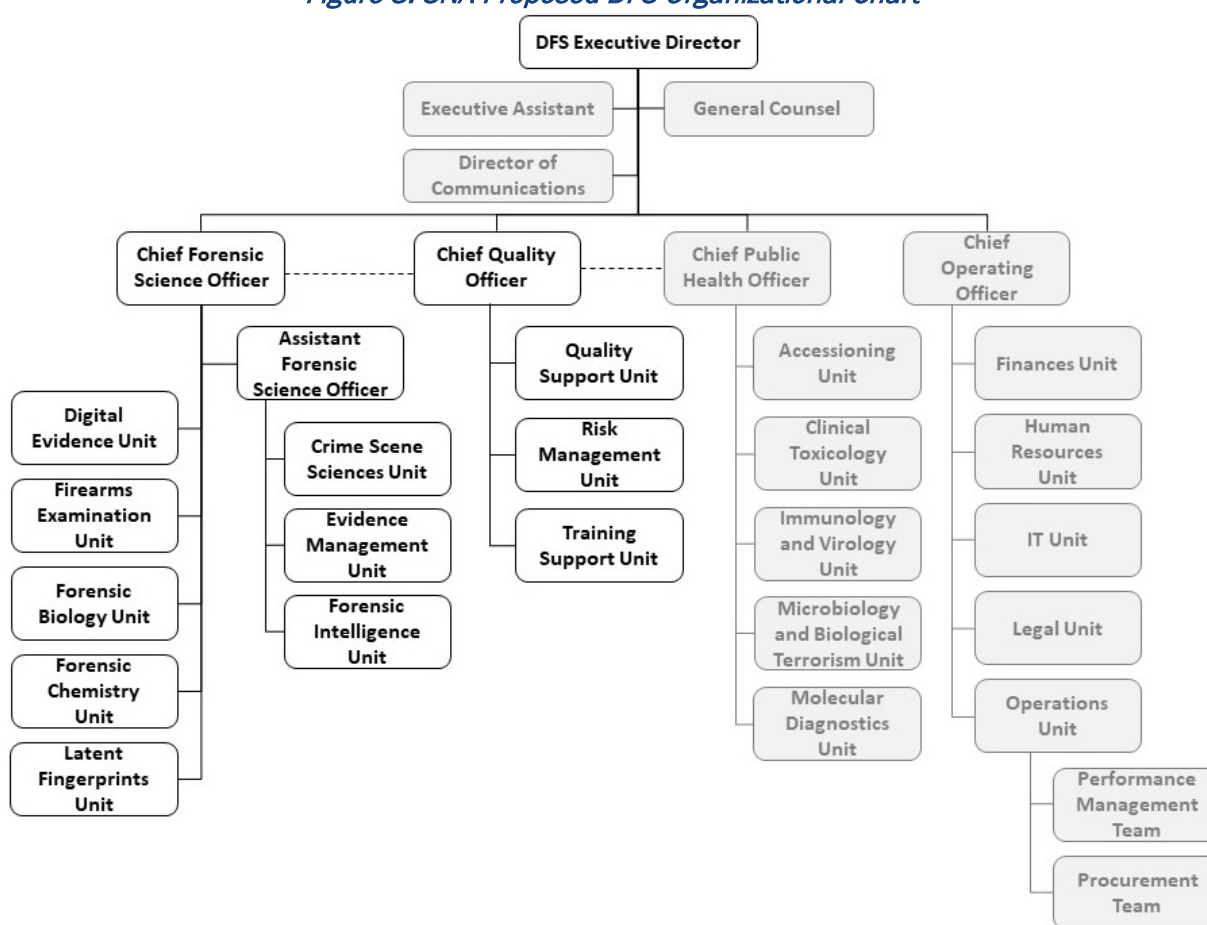 Figure Proposed DFS Organizational Chart
DFS Executive Director
Executive Assistant
General Counsel
Director of
Communications
Chief Forensic
Science Officer
Chief Quality
Officer
Chief Public
Health Officer
Chief
Operating
Officer
Assistant
Forensic
Science Officer
Digital
Evidence Unit
Firearms
Examination
Unit
Forensic
Biology Unit
Forensic
Chemistry
Unit
Latent
Fingerprints
Unit
Crime Scene
Sciences Unit
Evidence
Management
Unit
Forensic
Intelligence
Unit
Quality
Support Unit
Risk
Management
Unit
Training
Support Unit
Accessioning
Unit
Clinical
Toxicology
Unit
Immunology
and Virology
Unit
Microbiology
and Biological
Terrorism Unit
Molecular
Diagnostics
Unit
Finances Unit
Human
Resources
Unit
IT Unit
Legal Unit
Operations
Unit
Performance
Management
Team
Procurement
Team